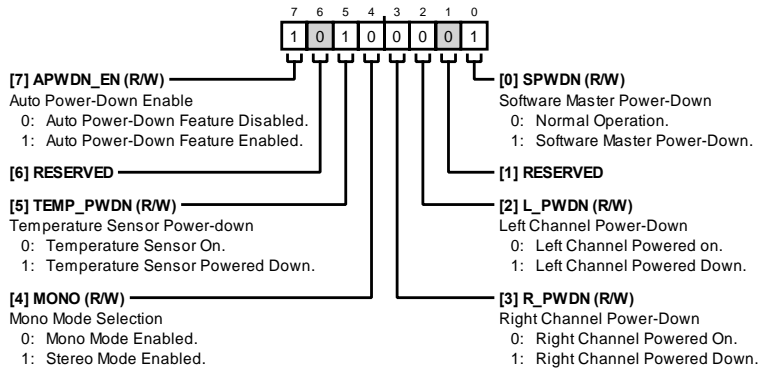 7 6 5 4 3 2 1 0
1 0 1 0 0 0 0 1
[7] APWDN_EN (R/W)
Auto Power-Down Enable
0: Auto Power-Down Feature Disabled.
1: Auto Power-Down Feature Enabled.
[6] RESERVED
[5] TEMP_PWDN (R/W)
Temperature Sensor Power-down
0: Temperature Sensor On.
1: Temperature Sensor Powered Down.
[4] MONO (R/W)
Mono Mode Selection
0: Mono Mode Enabled.
1: Stereo Mode Enabled.
[0] SPWDN (R/W)
Software Master Power-Down
0: Normal Operation.
1: Software Master Power-Down.
[1] RESERVED
[2] L_PWDN (R/W)
Left Channel Power-Down
0: Left Channel Powered on.
1: Left Channel Powered Down.
[3] R_PWDN (R/W)
Right Channel Power-Down
0: Right Channel Powered On.
1: Right Channel Powered Down.